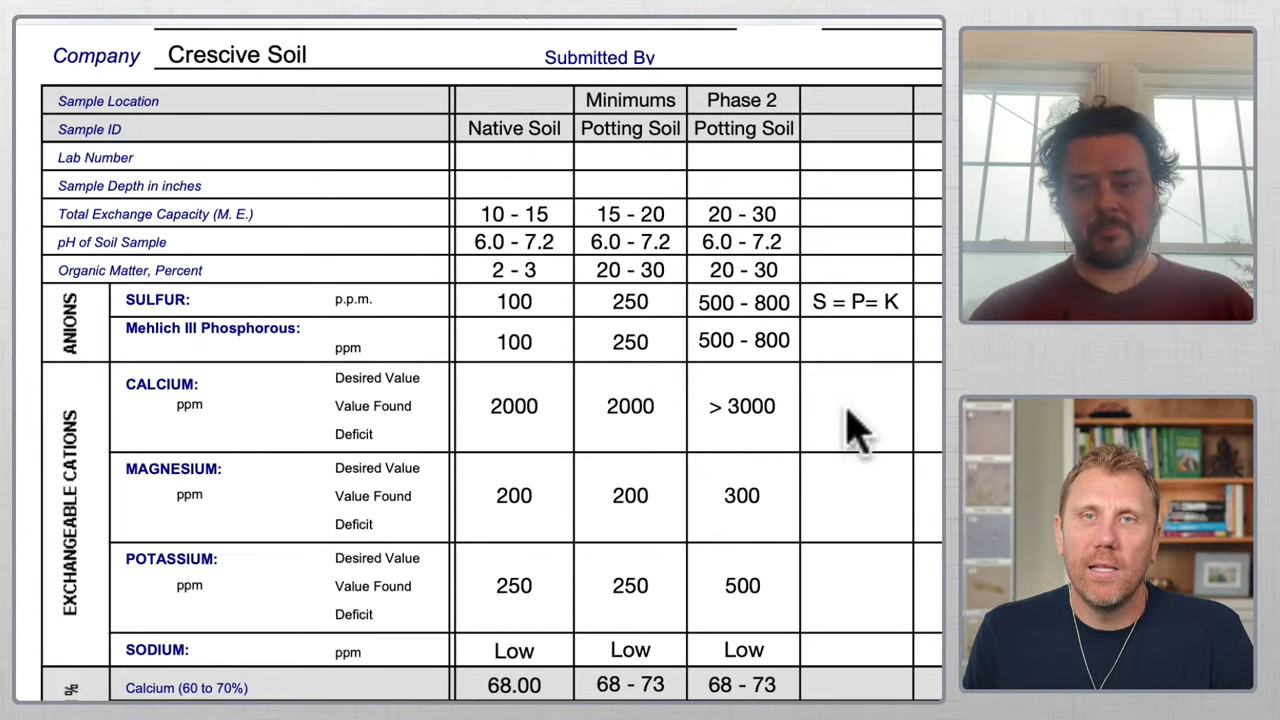 Company Crescive Soil Submitted By
Sample Location Minimums Phase 2
Sample ID Native Soil Potting Soil Potting Soil
Lab Number
Sample Depth in inches
Total Exchange Capacity (M. E.) 10 - 15 15 - 20 20 - 30
pH of Soil Sample 6.0 - 7.2 6.0 - 7.2 6.0 - 7.2
Organic Matter, Percent 2 - 3 20 - 30 20 - 30
ANIONS
SULFUR: p.p.m. 100 250 500 - 800 S = P= K
Mehlich III Phosphorous:
ppm 100 250 500 - 800
EXCHANGEABLE CATIONS
CALCIUM: Desired Value
ppm Value Found 2000 2000 > 3000
Deficit
MAGNESIUM: Desired Value
ppm Value Found 200 200 300
Deficit
POTASSIUM: Desired Value
ppm Value Found 250 250 500
Deficit
SODIUM: ppm Low Low Low
%
Calcium (60 to 70%) 68.00 68 - 73 68 - 73